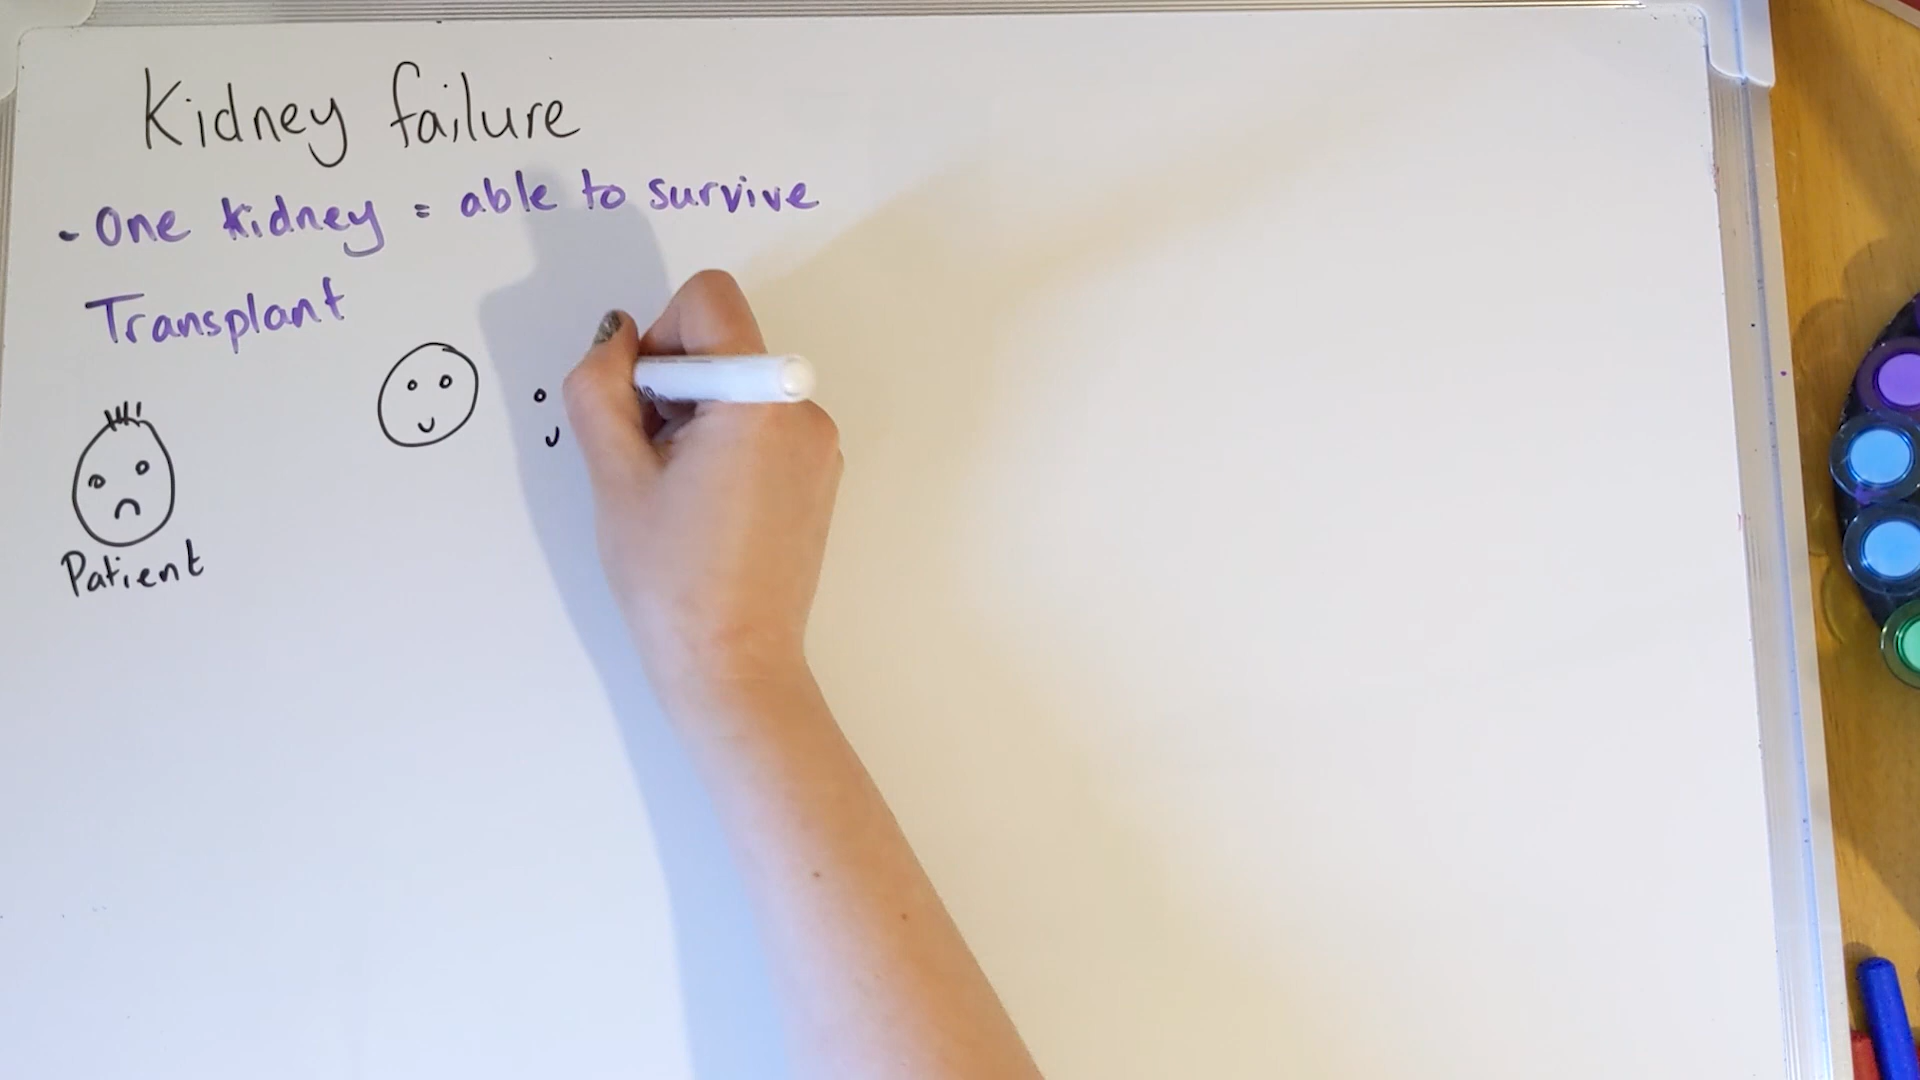 Kidney failure
- One kidney = able to survive
Transplant
Patient